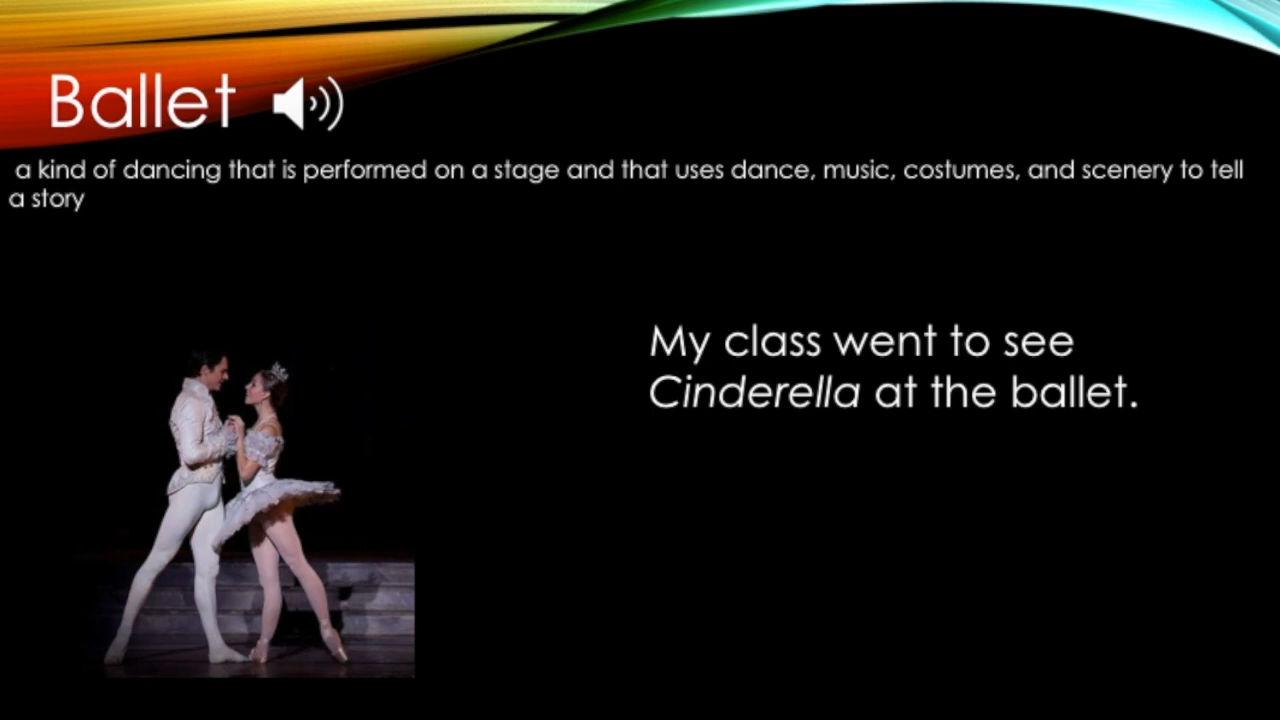 Ballet
a kind of dancing that is performed on a stage and that uses dance, music, costumes, and scenery to tell
a story
My class went to see
Cinderella at the ballet.